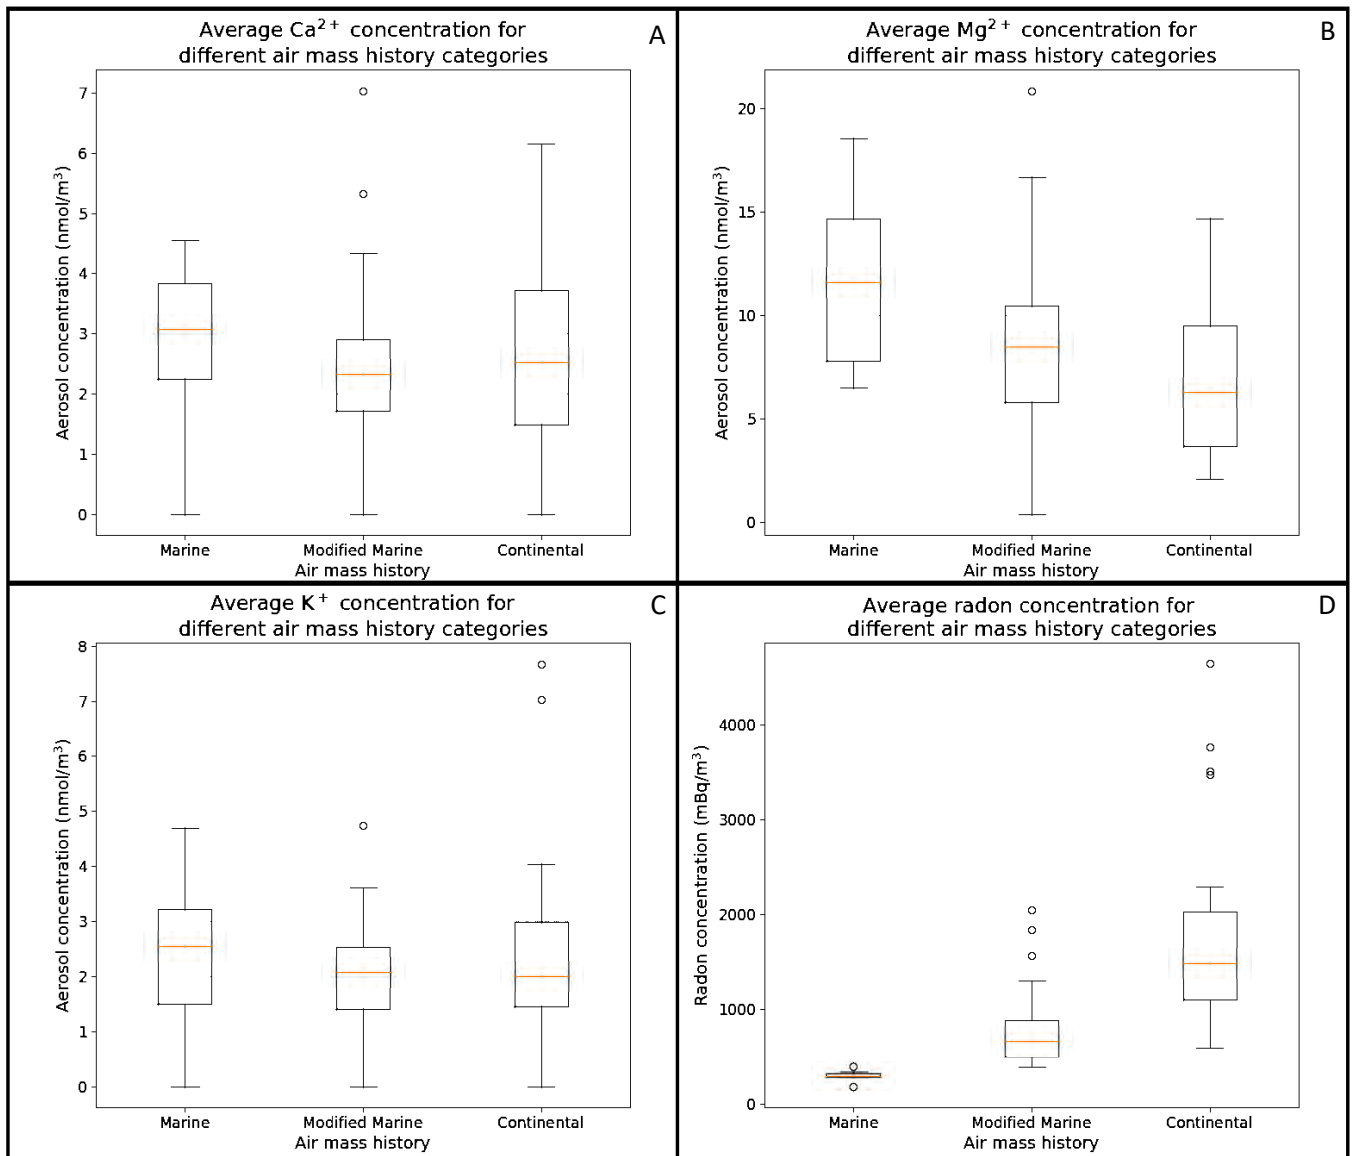 Average Ca²⁺ concentration for
different air mass history categories
A
Aerosol concentration (nmol/m³)
7
6
5
4
3
2
1
0
Marine
Modified Marine
Continental
Air mass history
Average Mg²⁺ concentration for
different air mass history categories
B
Aerosol concentration (nmol/m³)
20
15
10
5
0
Marine
Modified Marine
Continental
Air mass history
Average K⁺ concentration for
different air mass history categories
C
Aerosol concentration (nmol/m³)
8
7
6
5
4
3
2
1
0
Marine
Modified Marine
Continental
Air mass history
Average radon concentration for
different air mass history categories
D
Radon concentration (mBq/m³)
4000
3000
2000
1000
0
Marine
Modified Marine
Continental
Air mass history